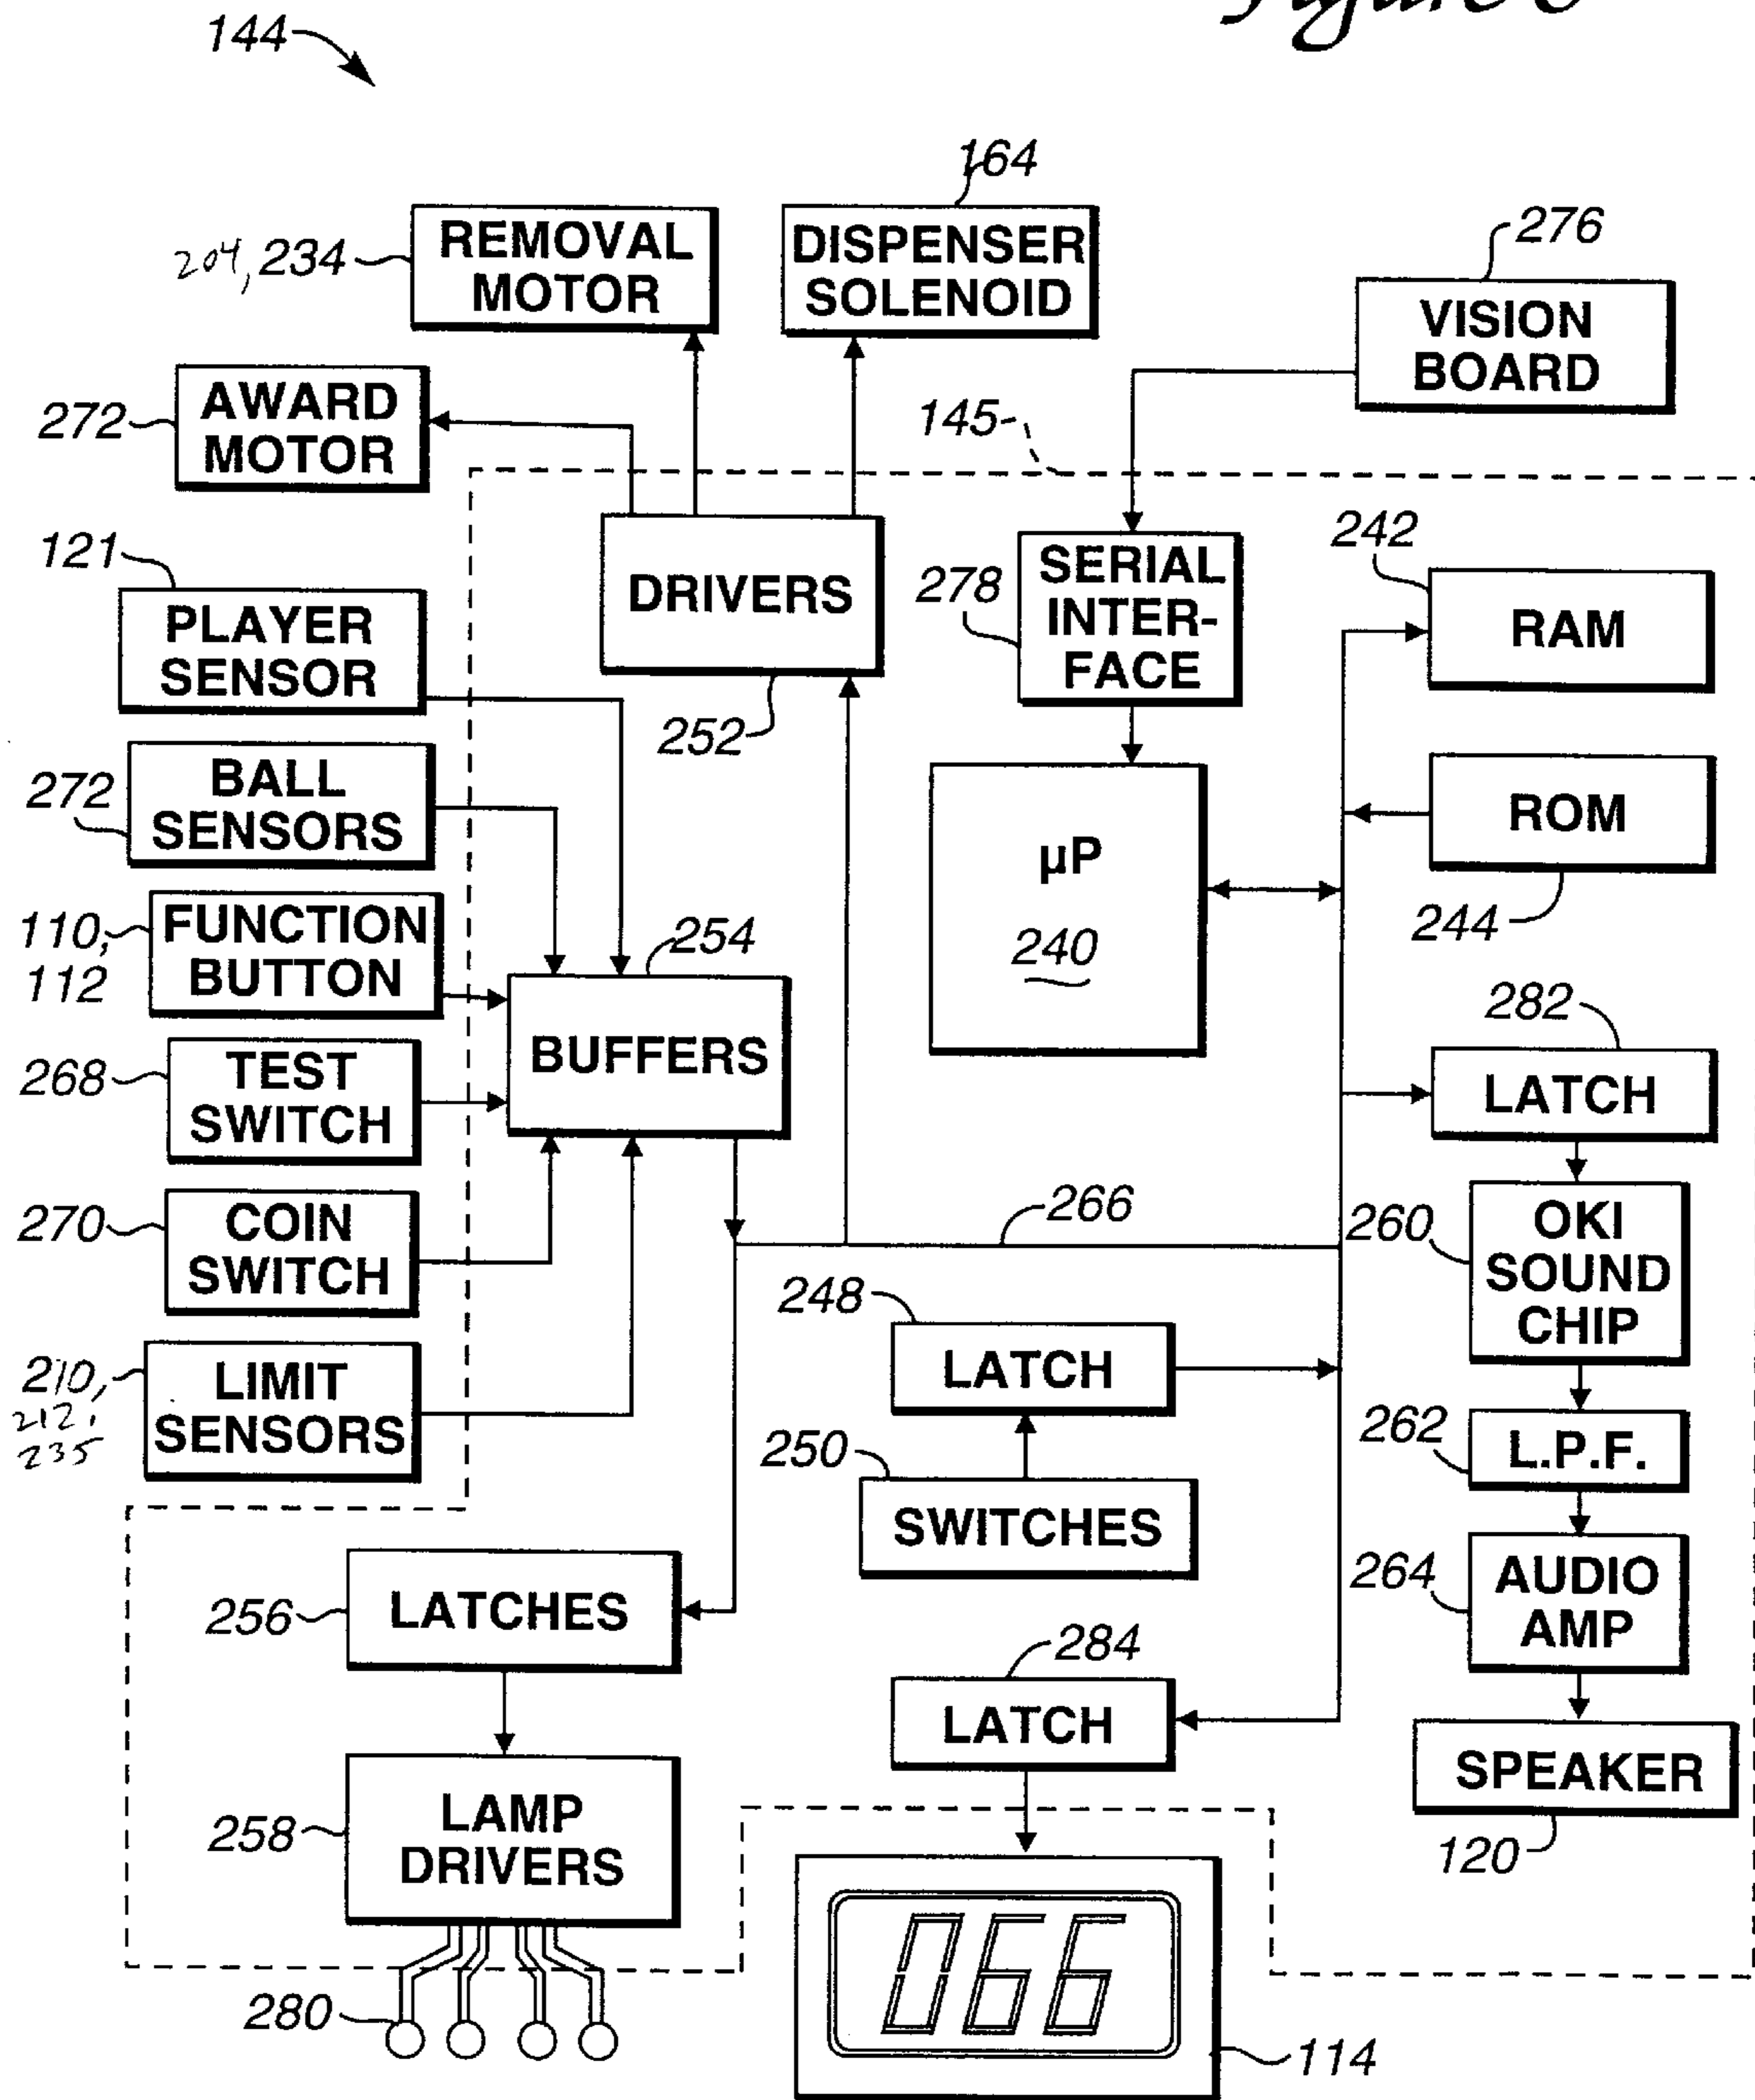 144
164
REMOVAL
MOTOR
204, 234
DISPENSER
SOLENOID
276
VISION
BOARD
AWARD
MOTOR
272
145
121
PLAYER
SENSOR
DRIVERS
252
278
SERIAL
INTER-
FACE
242
RAM
272
BALL
SENSORS
µP
240
ROM
244
110,
112
FUNCTION
BUTTON
254
BUFFERS
268
TEST
SWITCH
282
LATCH
270
COIN
SWITCH
266
260
OKI
SOUND
CHIP
248
LATCH
210,
212,
235
LIMIT
SENSORS
262
L.P.F.
250
SWITCHES
256
LATCHES
264
AUDIO
AMP
284
LATCH
SPEAKER
120
258
LAMP
DRIVERS
066
280
114